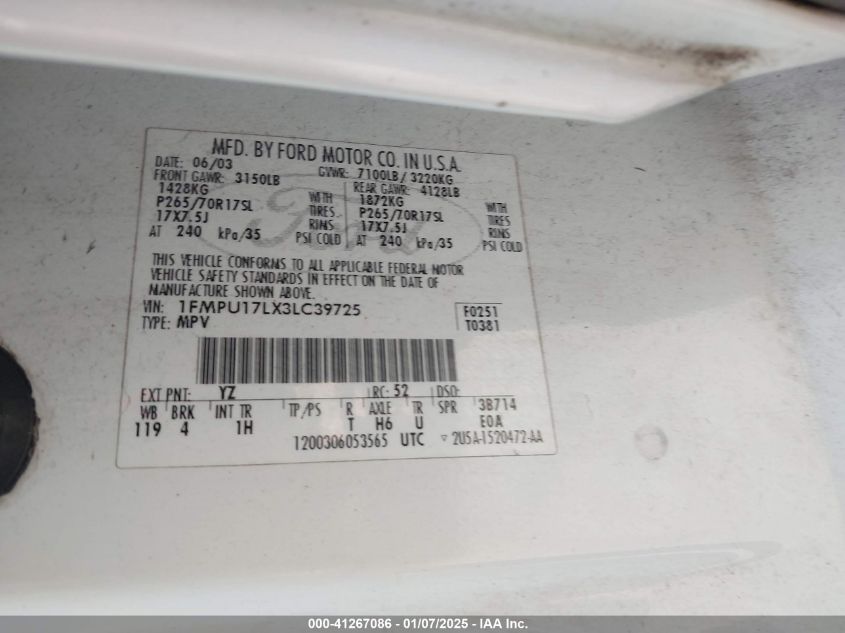 MFD. BY FORD MOTOR CO. IN U.S.A.
DATE: 06/03 GVWR: 7100LB/ 3220KG
FRONT GAWR: 3150LB REAR GAWR: 4128LB
1428KG WITH 1872KG WITH
P265/70R17SL TIRES P265/70R17SL TIRES
17X7.5J RIMS 17X7.5J RIMS
AT 240 kPa/35 PSI COLD AT 240 kPa/35 PSI COLD
Ford
THIS VEHICLE CONFORMS TO ALL APPLICABLE FEDERAL MOTOR
VEHICLE SAFETY STANDARDS IN EFFECT ON THE DATE OF
MANUFACTURE SHOWN ABOVE.
VIN: 1FMPU17LX3LC39725 F0251
TYPE: MPV T0381
EXT PNT: YZ RC: 52 DSO:
WB BRK INT TR TP/PS R AXLE TR SPR 3B714
119 4 1H T H6 U EOA
1200306053565 UTC ▽ 2U5A-1520472-AA
000-41267086 - 01/07/2025 - IAA Inc.